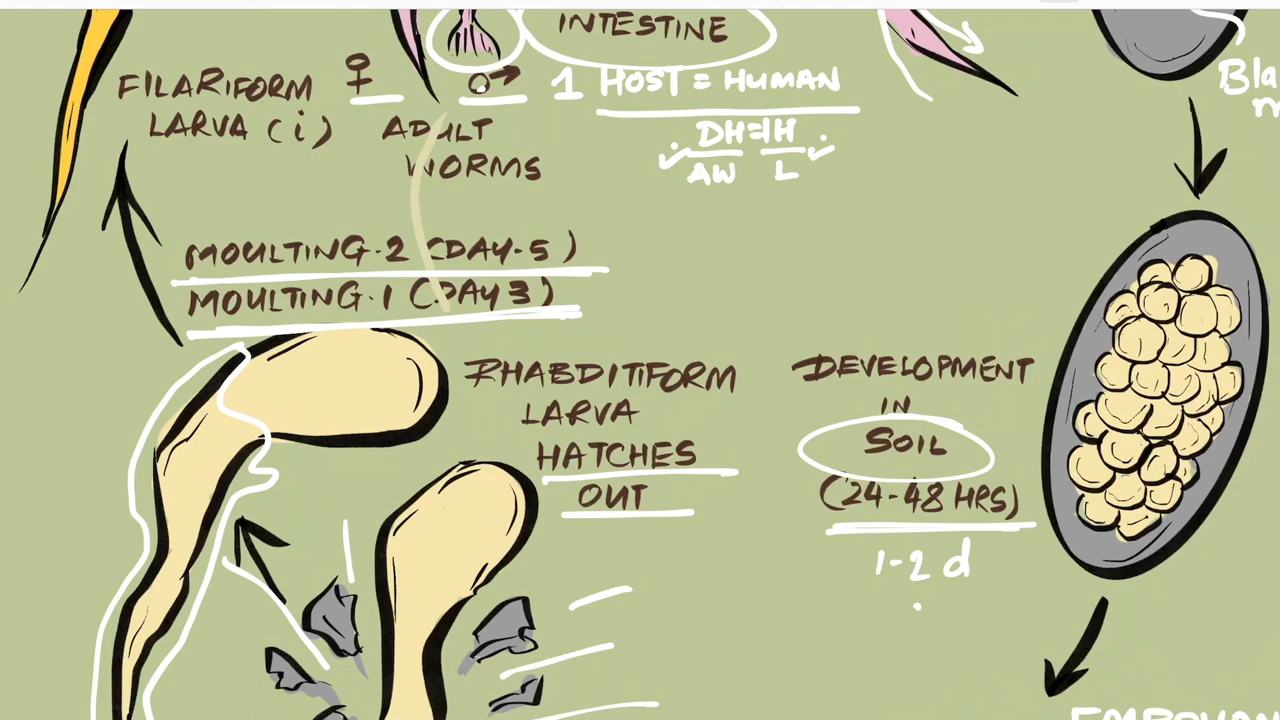 INTESTINE
FILARIFORM
LARVA (i)
♀
♂
ADULT
WORMS
1 HOST = HUMAN
DH=IH
AW L
MOULTING-2 (DAY-5)
MOULTING-1 (DAY 3)
RHABDITIFORM
LARVA
HATCHES
OUT
DEVELOPMENT
IN
SOIL
(24-48 HRS)
1-2 d
Bla